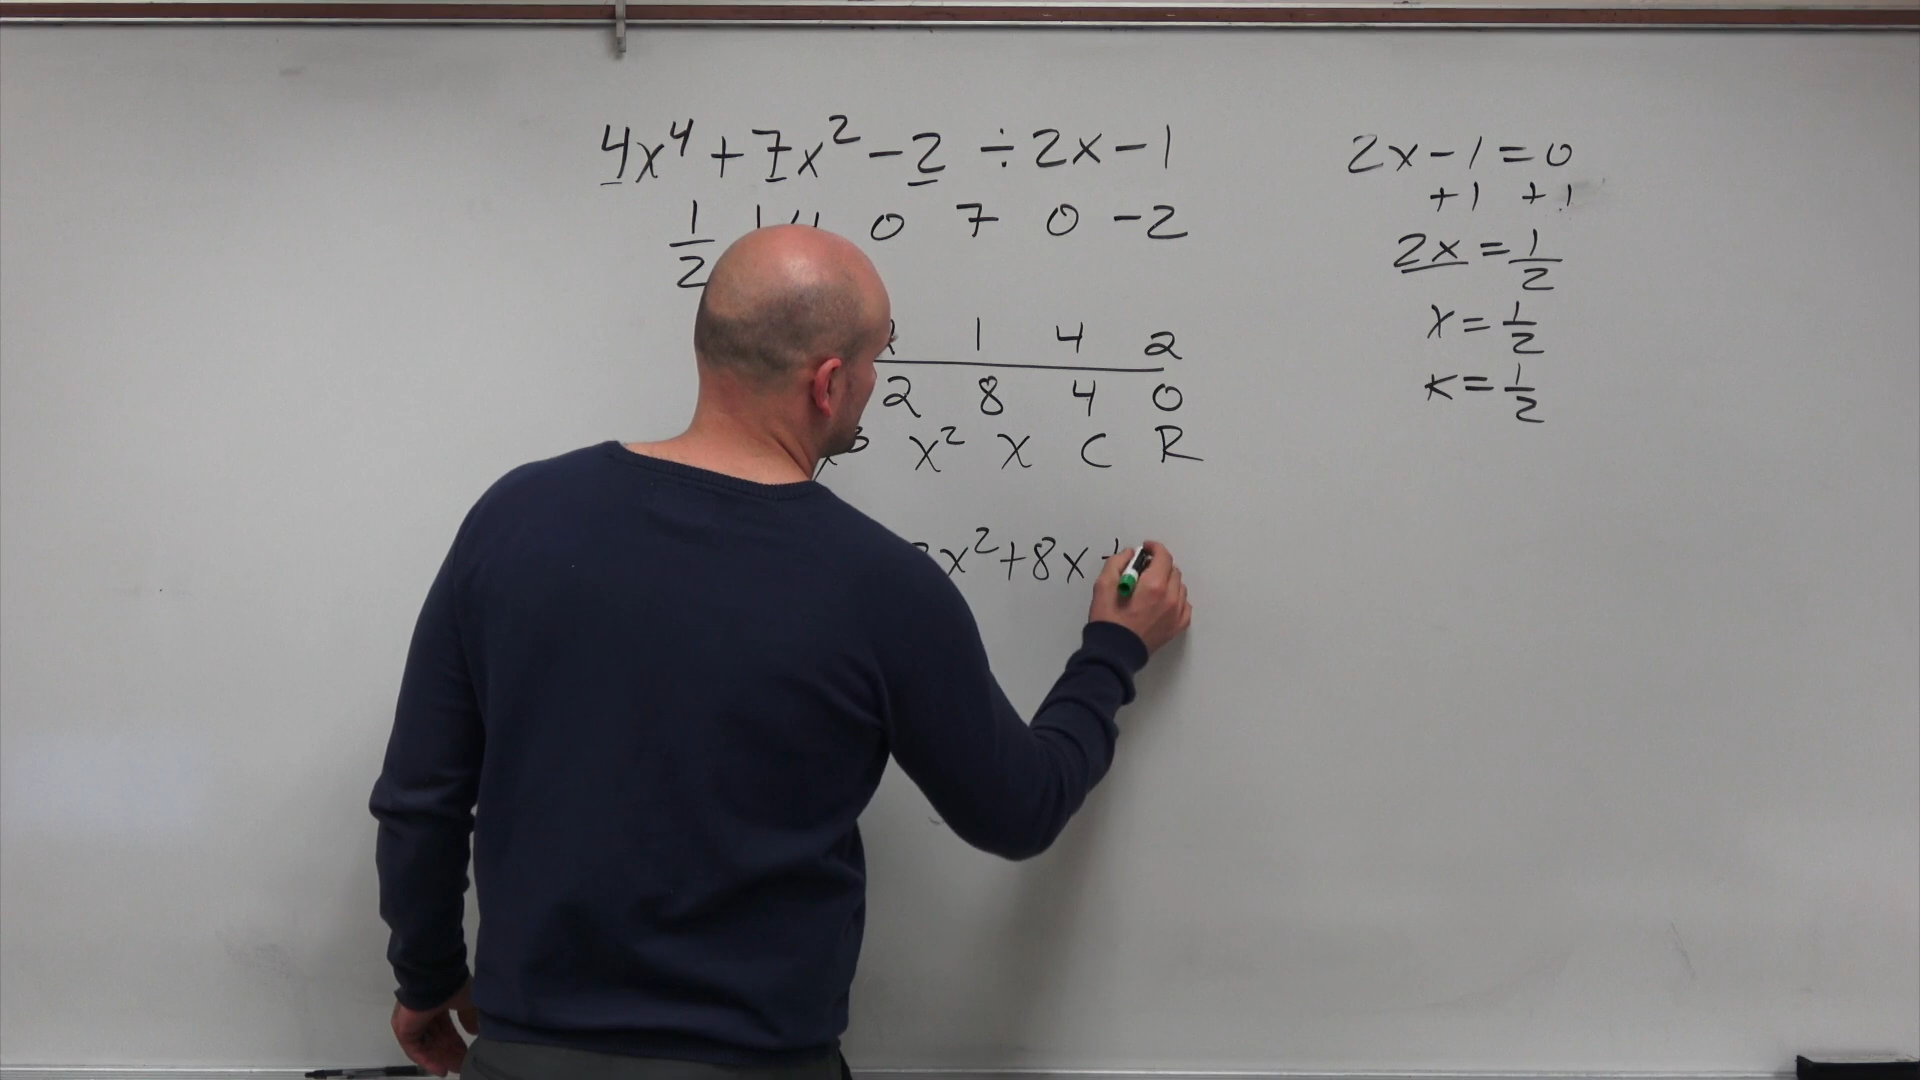 4x⁴ + 7x² - 2 ÷ 2x - 1
1/2 0 7 0 -2
1 4 2
2 8 4 0
x² x C R
x² + 8x +
2x - 1 = 0
+1 +1
2x = 1/2
x = 1/2
k = 1/2